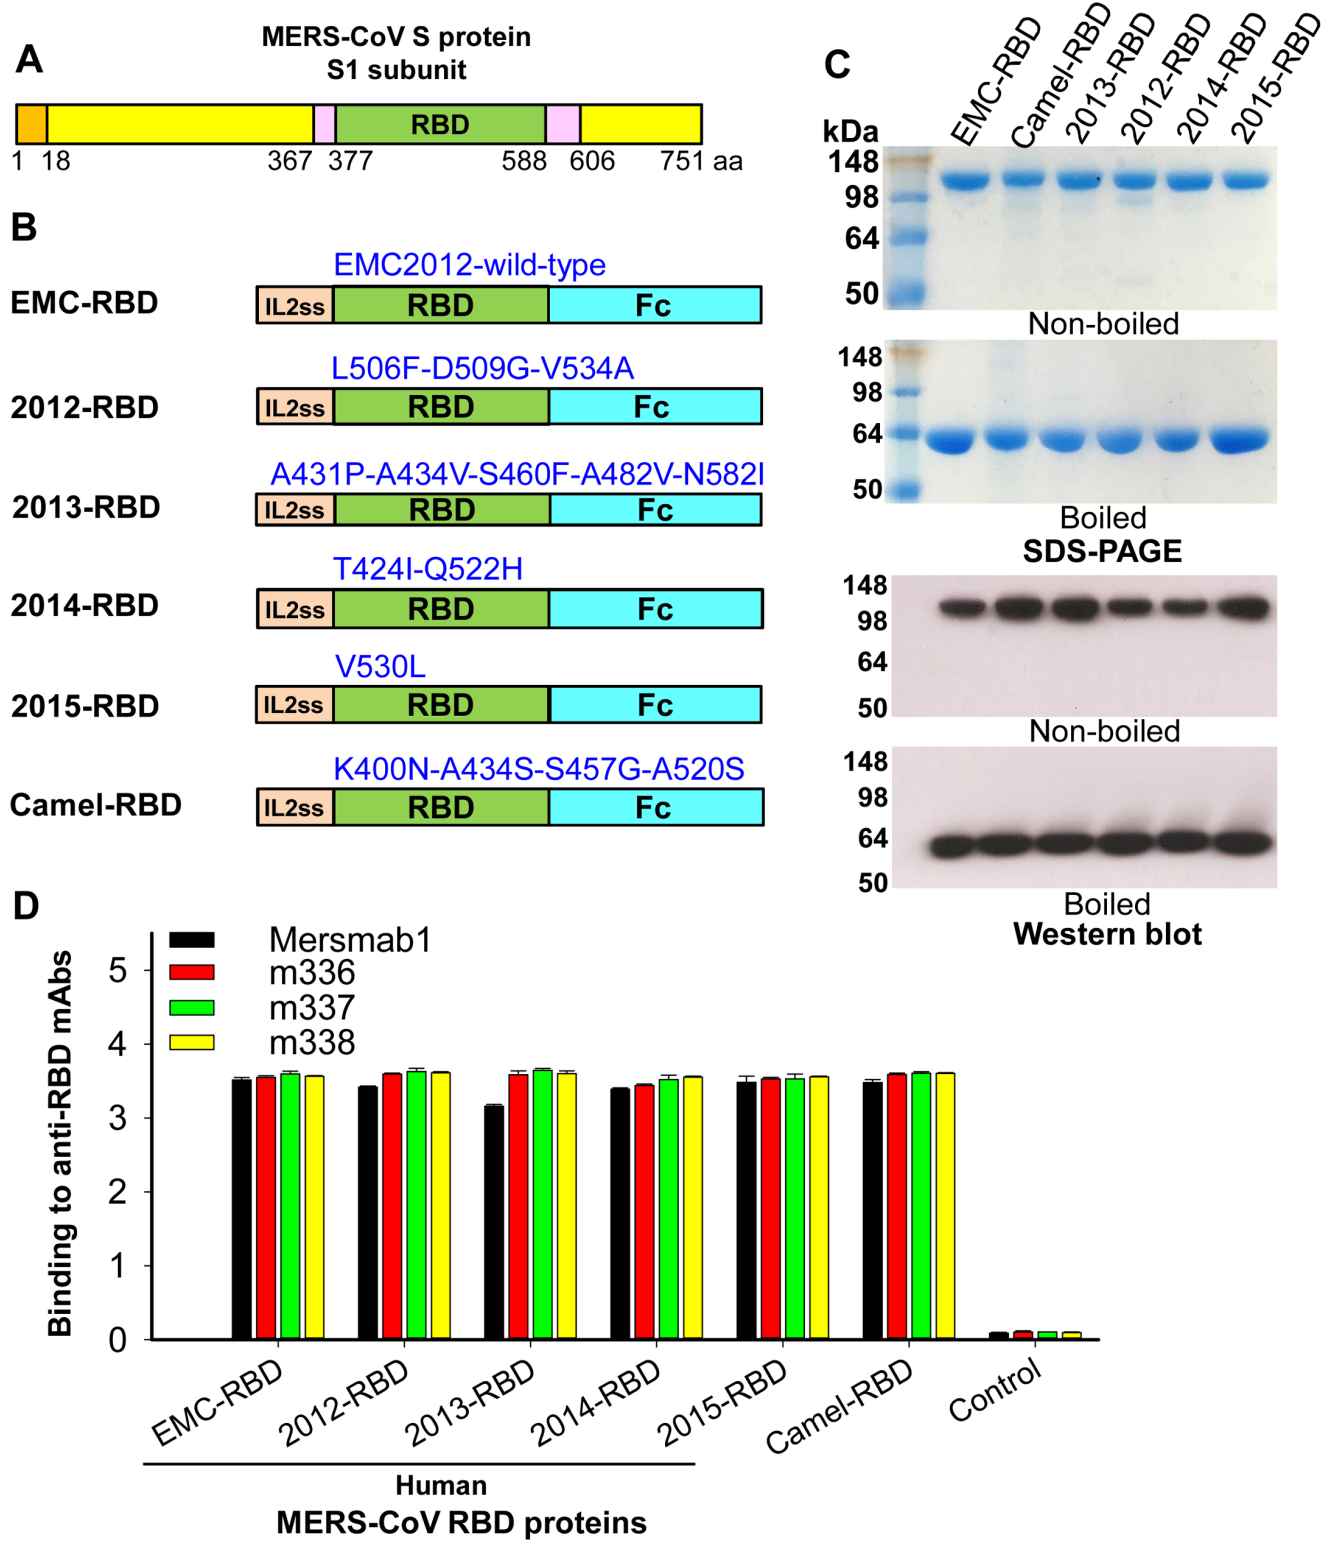 A
MERS-CoV S protein
S1 subunit
RBD
1 18 367 377 588 606 751 aa
B
EMC2012-wild-type
EMC-RBD IL2ss RBD Fc
L506F-D509G-V534A
2012-RBD IL2ss RBD Fc
A431P-A434V-S460F-A482V-N582I
2013-RBD IL2ss RBD Fc
T424I-Q522H
2014-RBD IL2ss RBD Fc
V530L
2015-RBD IL2ss RBD Fc
K400N-A434S-S457G-A520S
Camel-RBD IL2ss RBD Fc
C
EMC-RBD Camel-RBD 2013-RBD 2012-RBD 2014-RBD 2015-RBD
kDa
148
98
64
50
Non-boiled
148
98
64
50
Boiled
SDS-PAGE
148
98
64
50
Non-boiled
148
98
64
50
Boiled
Western blot
D
Mersmab1
m336
m337
m338
Binding to anti-RBD mAbs
5
4
3
2
1
0
EMC-RBD 2012-RBD 2013-RBD 2014-RBD 2015-RBD Camel-RBD Control
Human
MERS-CoV RBD proteins